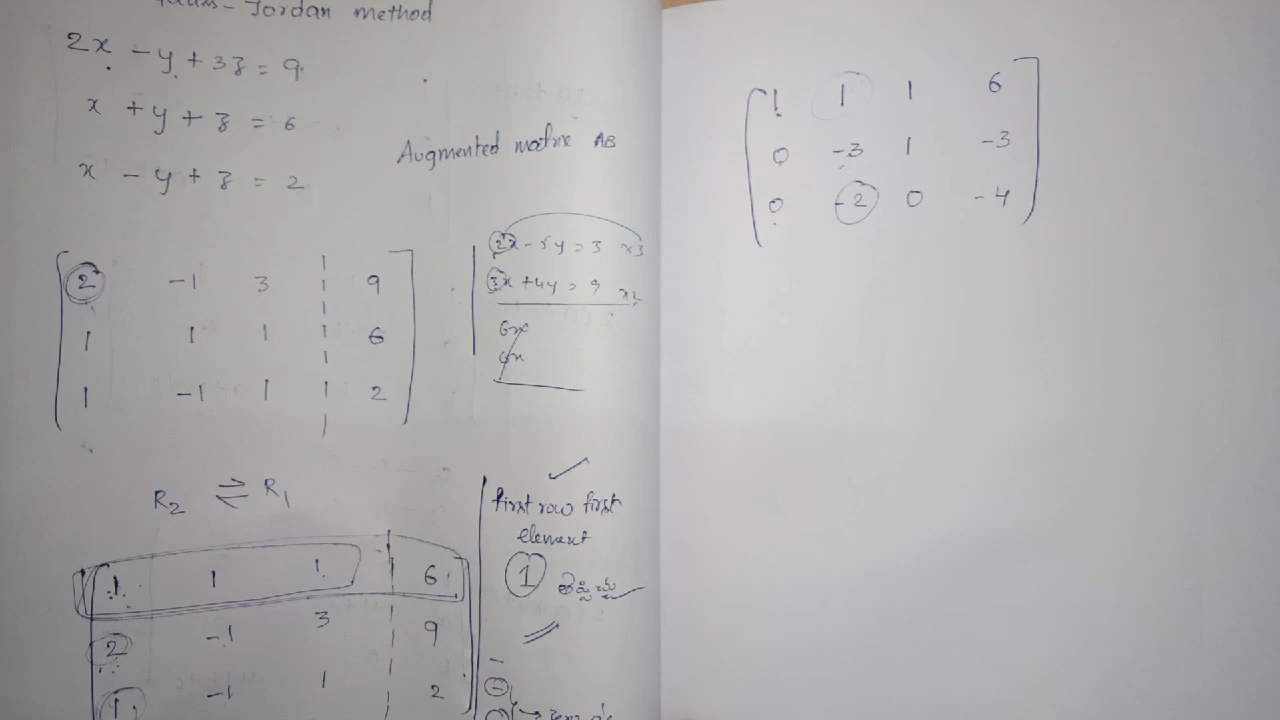 Jordan method
2x - y + 3z = 9
x + y + z = 6
x - y + z = 2
Augmented matrix AB
2 -1 3 9
1 1 1 6
1 -1 1 2
2x - 5y = 3 x3
3x + 4y = 9 x2
6x
R2 ⇌ R1
1 1 1 6
2 -1 3 9
1 -1 1 2
✓
first row first
element
1
1 1 1 6
0 -3 1 -3
0 -2 0 -4